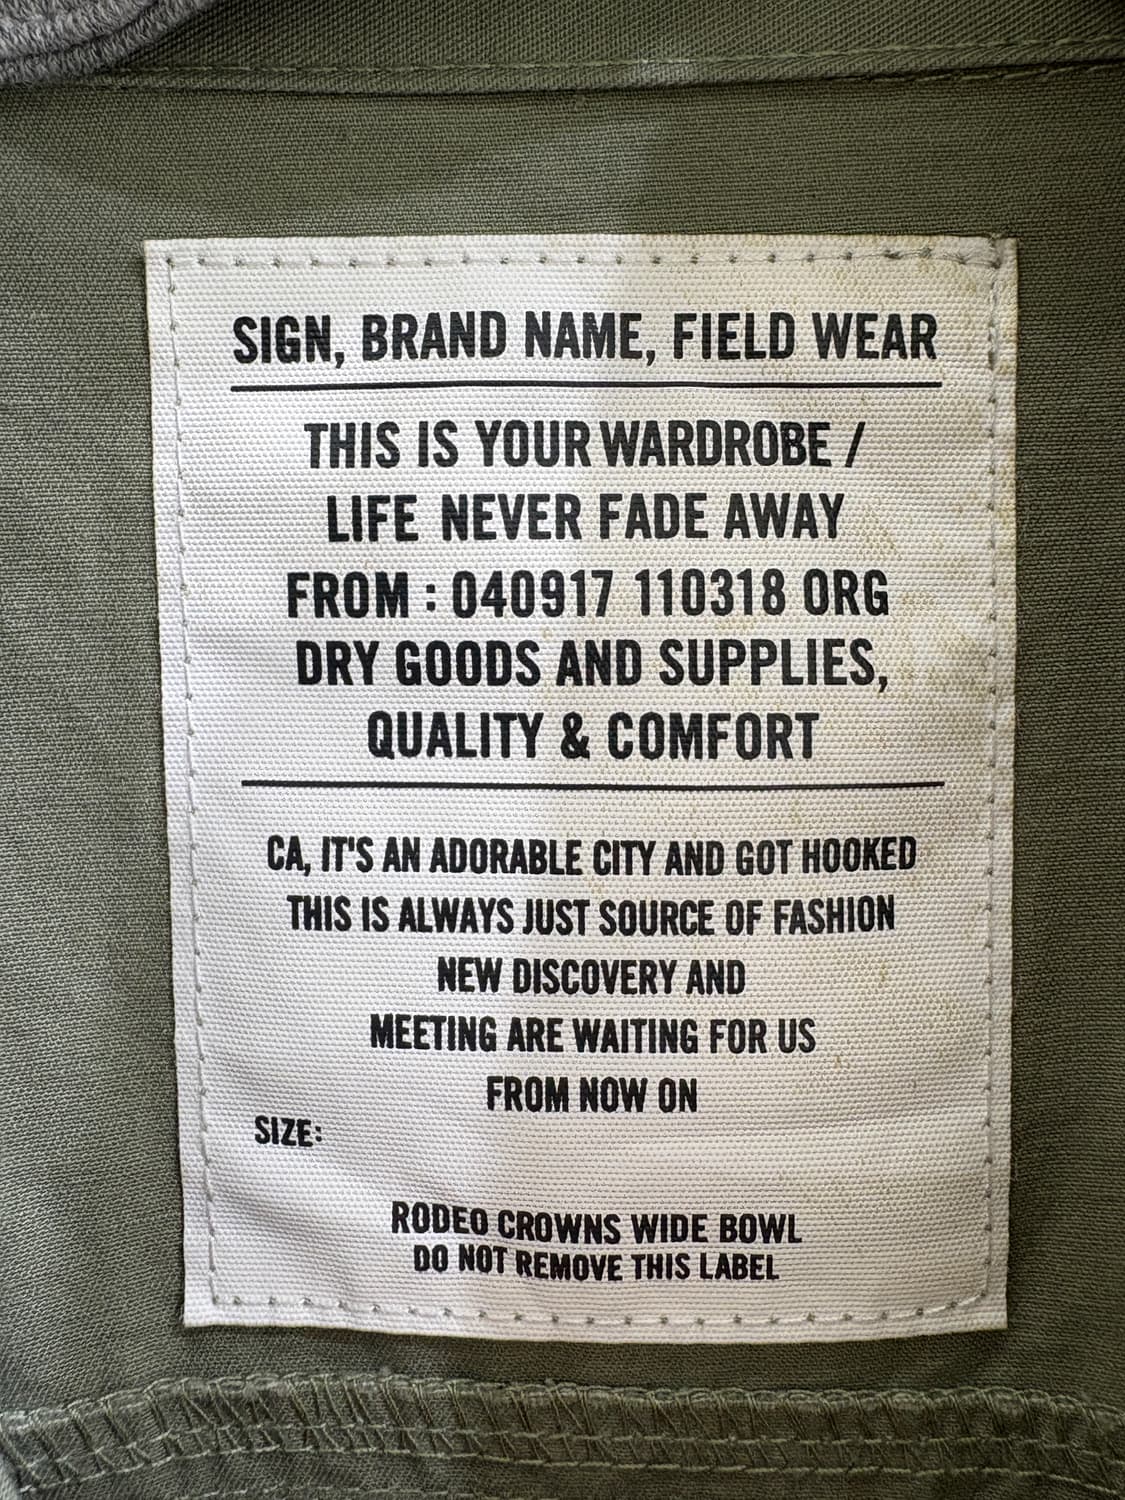 SIGN, BRAND NAME, FIELD WEAR
THIS IS YOUR WARDROBE /
LIFE NEVER FADE AWAY
FROM : 040917 110318 ORG
DRY GOODS AND SUPPLIES,
QUALITY & COMFORT
CA, IT'S AN ADORABLE CITY AND GOT HOOKED
THIS IS ALWAYS JUST SOURCE OF FASHION
NEW DISCOVERY AND
MEETING ARE WAITING FOR US
FROM NOW ON
SIZE:
RODEO CROWNS WIDE BOWL
DO NOT REMOVE THIS LABEL